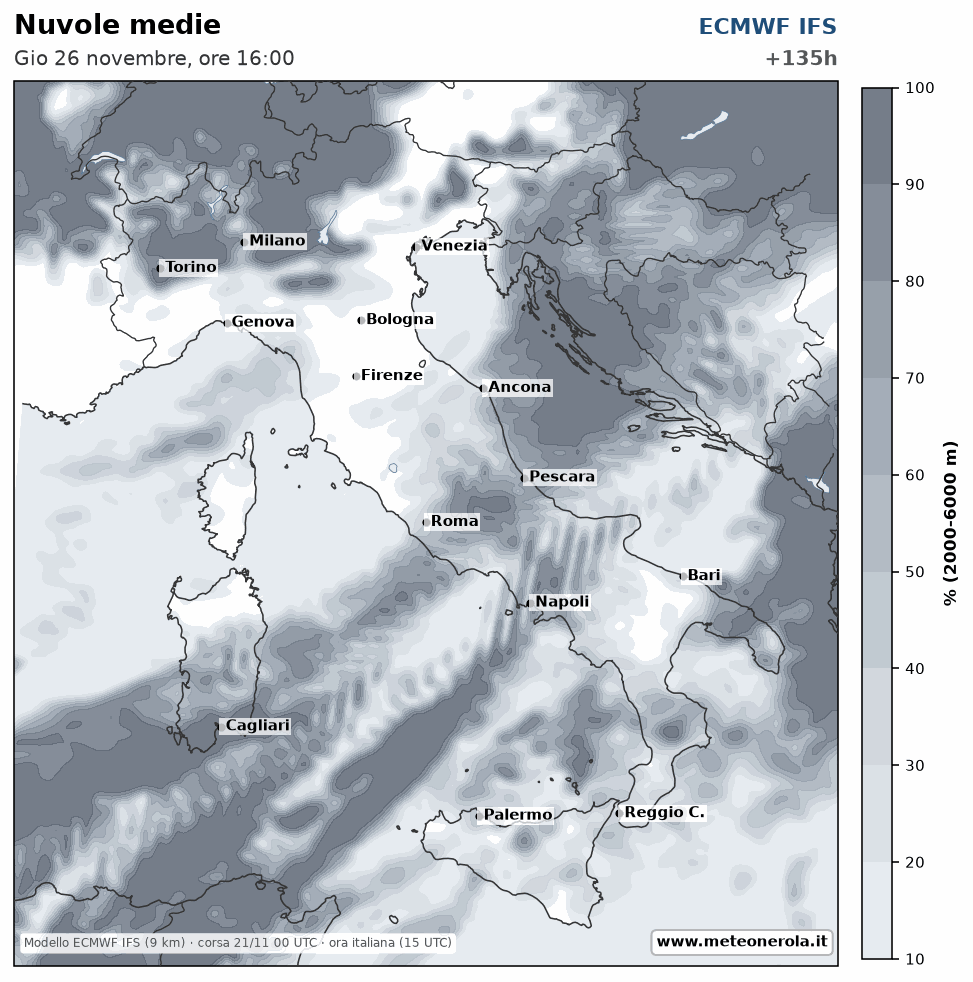 Nuvole medie
ECMWF IFS
Gio 26 novembre, ore 16:00
+135h
100
90
80
70
60
50
40
30
20
10
% (2000-6000 m)
Milano
Venezia
Torino
Genova
Bologna
Firenze
Ancona
Pescara
Roma
Bari
Napoli
Cagliari
Palermo
Reggio C.
Modello ECMWF IFS (9 km) · corsa 21/11 00 UTC · ora italiana (15 UTC)
www.meteonerola.it